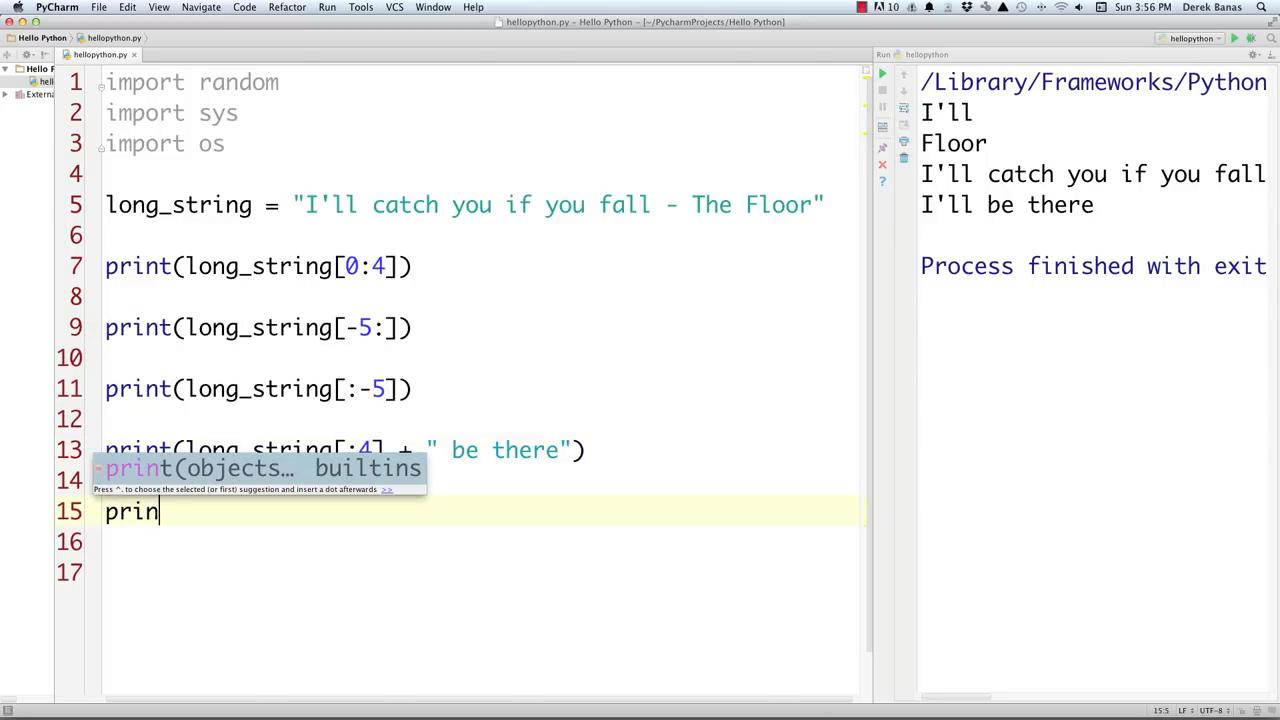 PyCharm File Edit View Navigate Code Refactor Run Tools VCS Window Help 10 Sun 3:56 PM Derek Banas
hellopython.py – Hello Python – [~/PycharmProjects/Hello Python]
Hello Python hellopython.py hellopython
hellopython.py Run hellopython
Hello P
hell
Externa
1 import random
2 import sys
3 import os
4
5 long_string = "I'll catch you if you fall - The Floor"
6
7 print(long_string[0:4])
8
9 print(long_string[-5:])
10
11 print(long_string[:-5])
12
13 print(long_string[:4] + " be there")
14
print(objects… builtins
Press ^. to choose the selected (or first) suggestion and insert a dot afterwards >>
15 prin
16
17
/Library/Frameworks/Python
I'll
Floor
I'll catch you if you fall
I'll be there
Process finished with exit
15:5 LF UTF-8